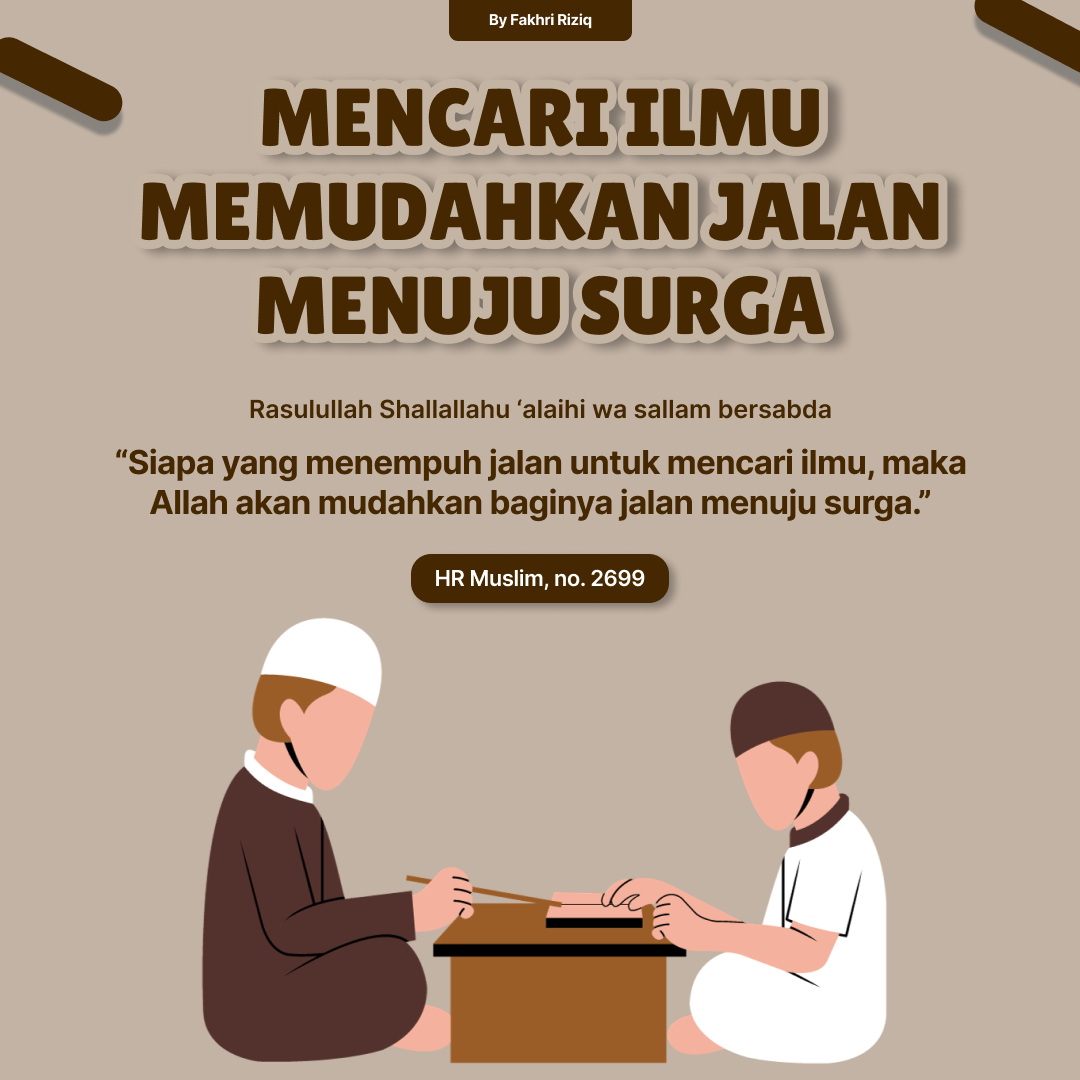 By Fakhri Riziq
MENCARI ILMU
MEMUDAHKAN JALAN
MENUJU SURGA
Rasulullah Shallallahu ‘alaihi wa sallam bersabda
“Siapa yang menempuh jalan untuk mencari ilmu, maka
Allah akan mudahkan baginya jalan menuju surga.”
HR Muslim, no. 2699